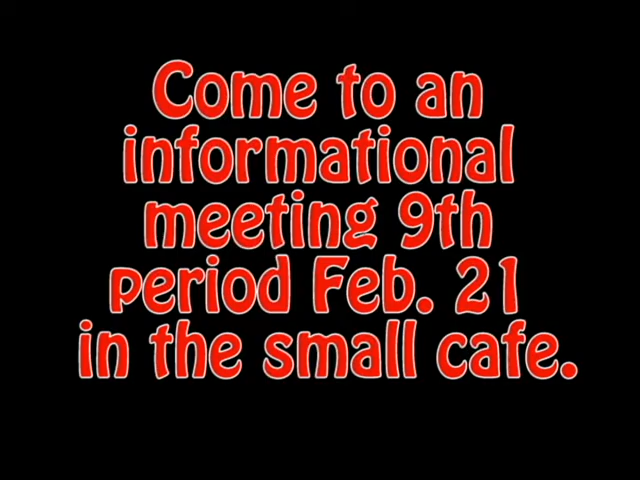 Come to an
informational
meeting 9th
period Feb. 21
in the small cafe.